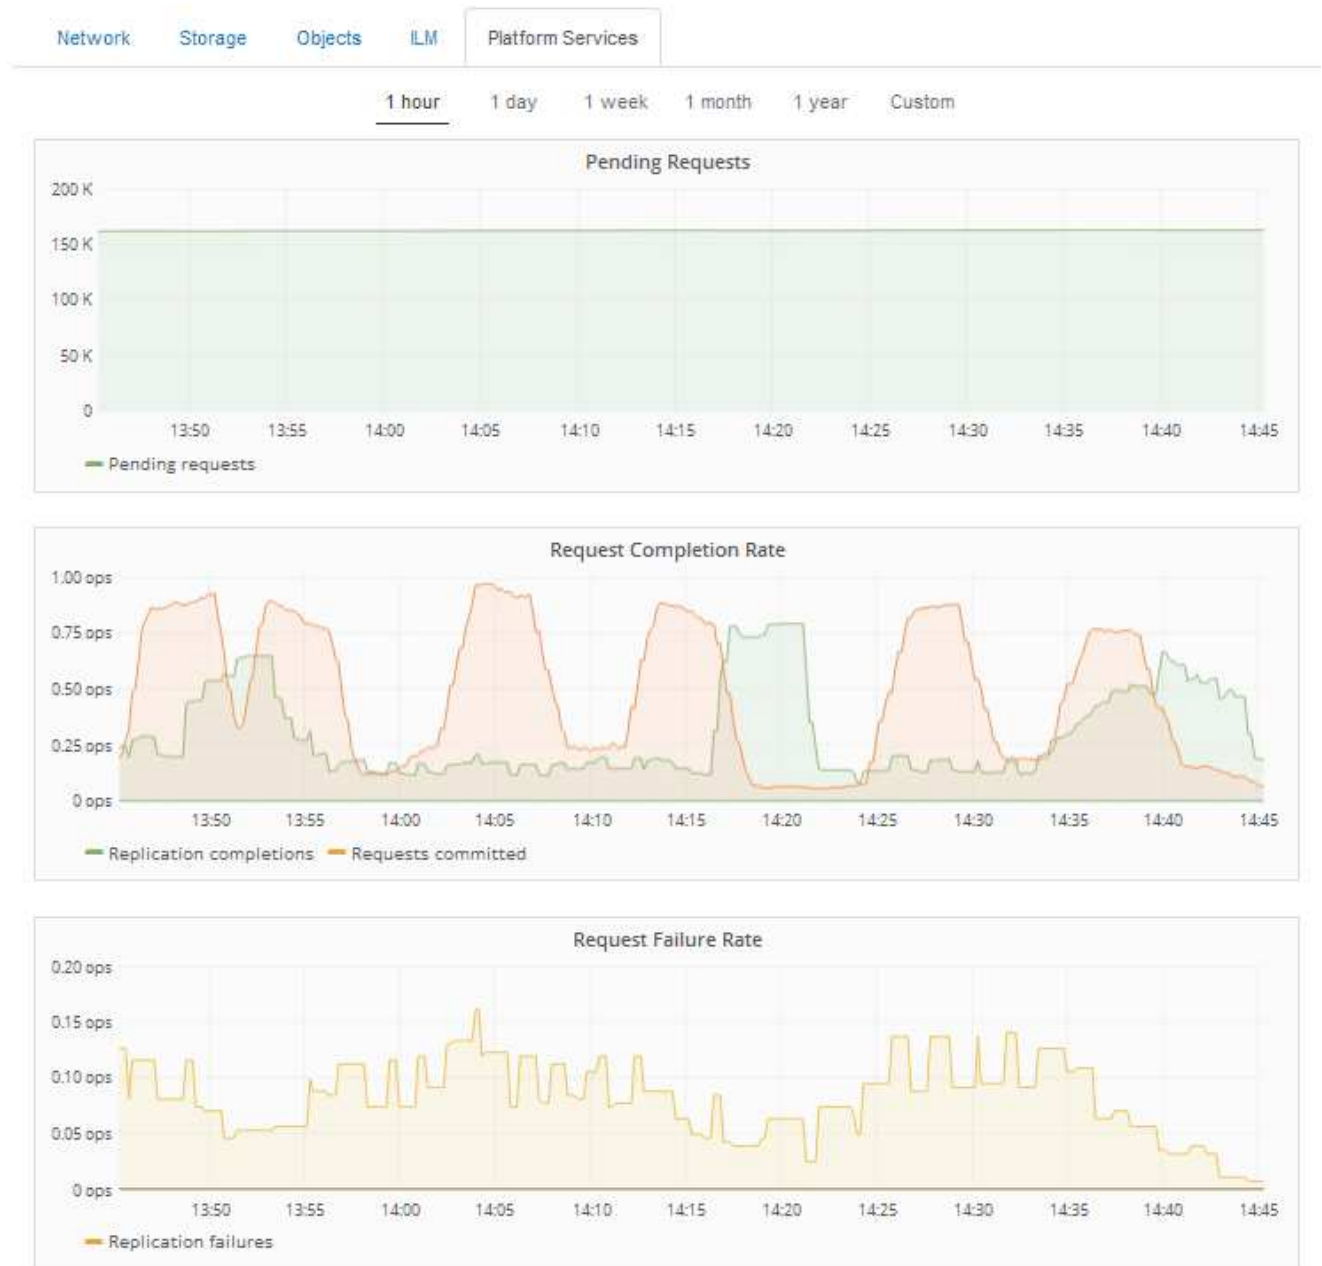 Network Storage Objects ILM Platform Services
1 hour 1 day 1 week 1 month 1 year Custom
Pending Requests
200 K
150 K
100 K
50 K
0
13:50 13:55 14:00 14:05 14:10 14:15 14:20 14:25 14:30 14:35 14:40 14:45
Pending requests
Request Completion Rate
1.00 ops
0.75 ops
0.50 ops
0.25 ops
0 ops
13:50 13:55 14:00 14:05 14:10 14:15 14:20 14:25 14:30 14:35 14:40 14:45
Replication completions Requests committed
Request Failure Rate
0.20 ops
0.15 ops
0.10 ops
0.05 ops
0 ops
13:50 13:55 14:00 14:05 14:10 14:15 14:20 14:25 14:30 14:35 14:40 14:45
Replication failures